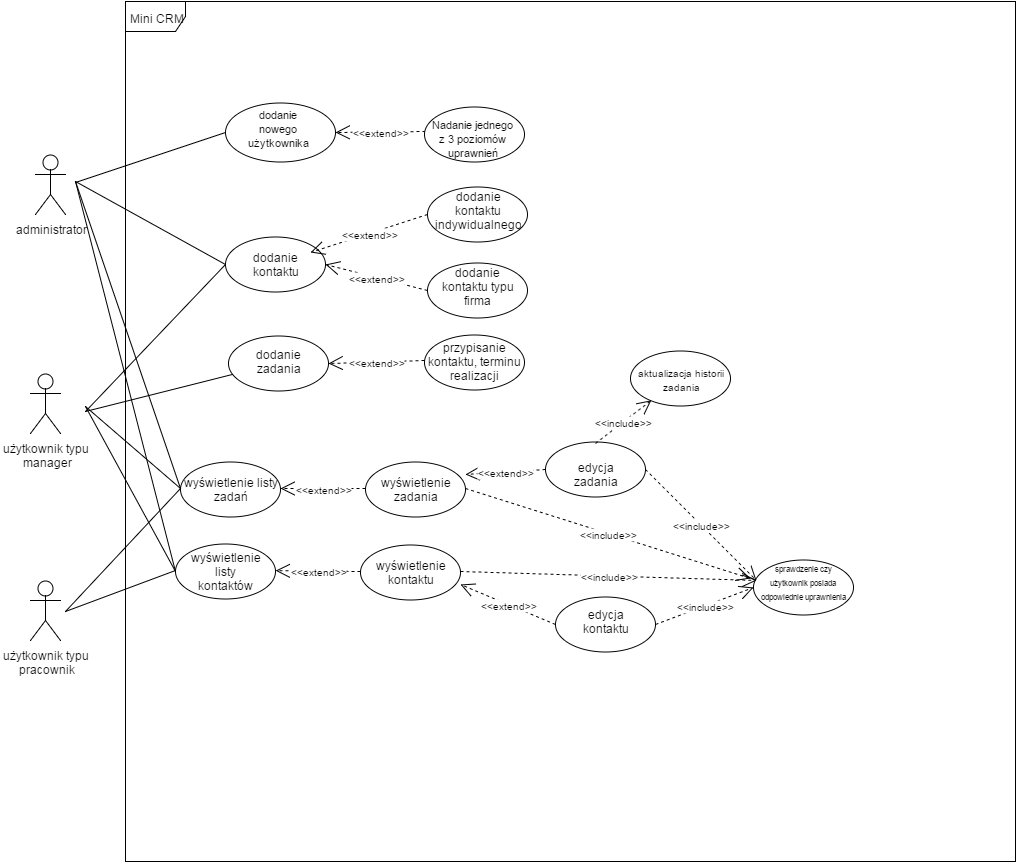 Mini CRM
dodanie
nowego
użytkownika
<<extend>>
Nadanie jednego
z 3 poziomów
uprawnień
administrator
dodanie
kontaktu
<<extend>>
dodanie
kontaktu
indywidualnego
<<extend>>
dodanie
kontaktu typu
firma
dodanie
zadania
<<extend>>
przypisanie
kontaktu, terminu
realizacji
użytkownik typu
manager
aktualizacja historii
zadania
<<include>>
wyświetlenie listy
zadań
<<extend>>
wyświetlenie
zadania
<<extend>>
edycja
zadania
<<include>>
<<include>>
wyświetlenie
listy
kontaktów
<<extend>>
wyświetlenie
kontaktu
<<include>>
sprawdzenie czy
użytkownik posiada
odpowiednie uprawnienia
<<extend>>
edycja
kontaktu
<<include>>
użytkownik typu
pracownik